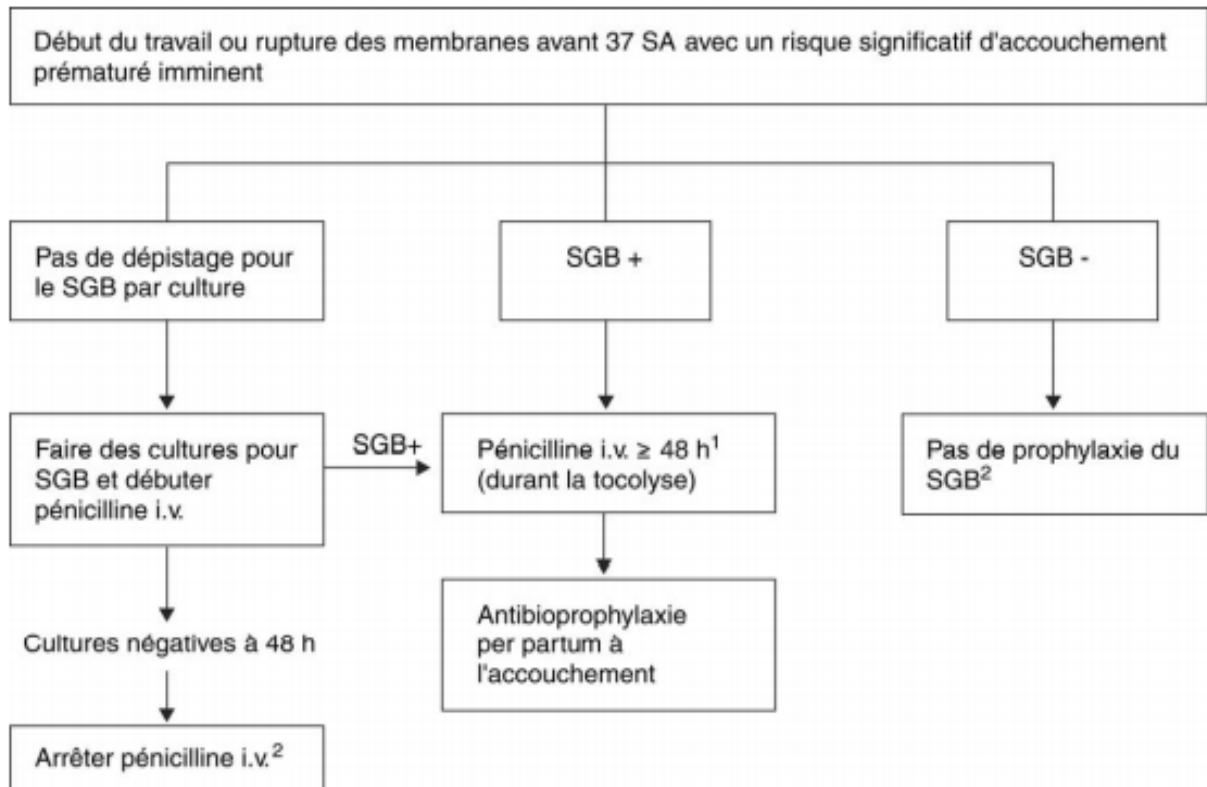 Début du travail ou rupture des membranes avant 37 SA avec un risque significatif d'accouchement
prématuré imminent
Pas de dépistage pour
le SGB par culture
SGB +
SGB -
Faire des cultures pour
SGB et débuter
pénicilline i.v.
SGB+
Pénicilline i.v. ≥ 48 h¹
(durant la tocolyse)
Pas de prophylaxie du
SGB²
Antibioprophylaxie
per partum à
l'accouchement
Cultures négatives à 48 h
Arrêter pénicilline i.v.²